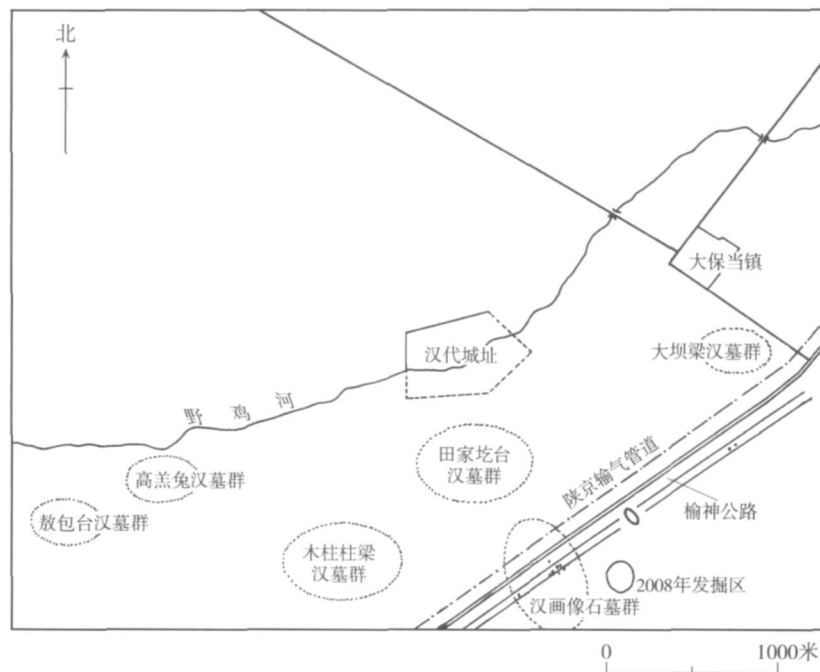 北
大保当镇
汉代城址
大坝梁汉墓群
野鸡河
田家圪台
汉墓群
高羔兔汉墓群
陕京输气管道
榆神公路
敖包台汉墓群
木柱柱梁
汉墓群
2008年发掘区
汉画像石墓群
0 1000米